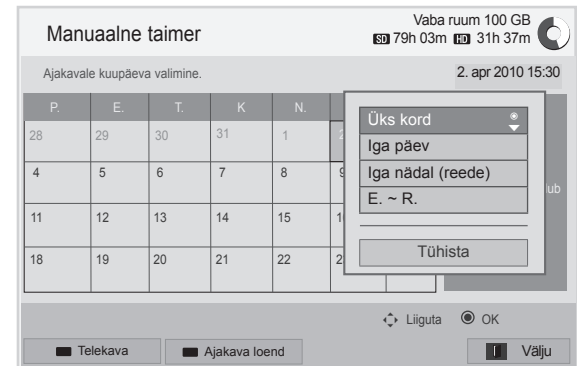 Manuaalne taimer
Vaba ruum 100 GB
SD 79h 03m HD 31h 37m
Ajakavale kuupäeva valimine.
2. apr 2010 15:30
P. E. T. K N.
28 29 30 31 1 2
4 5 6 7 8 9
11 12 13 14 15
18 19 20 21 22
Üks kord
Iga päev
Iga nädal (reede)
E. ~ R.
Tühista
Liiguta OK
Telekava Ajakava loend Välju